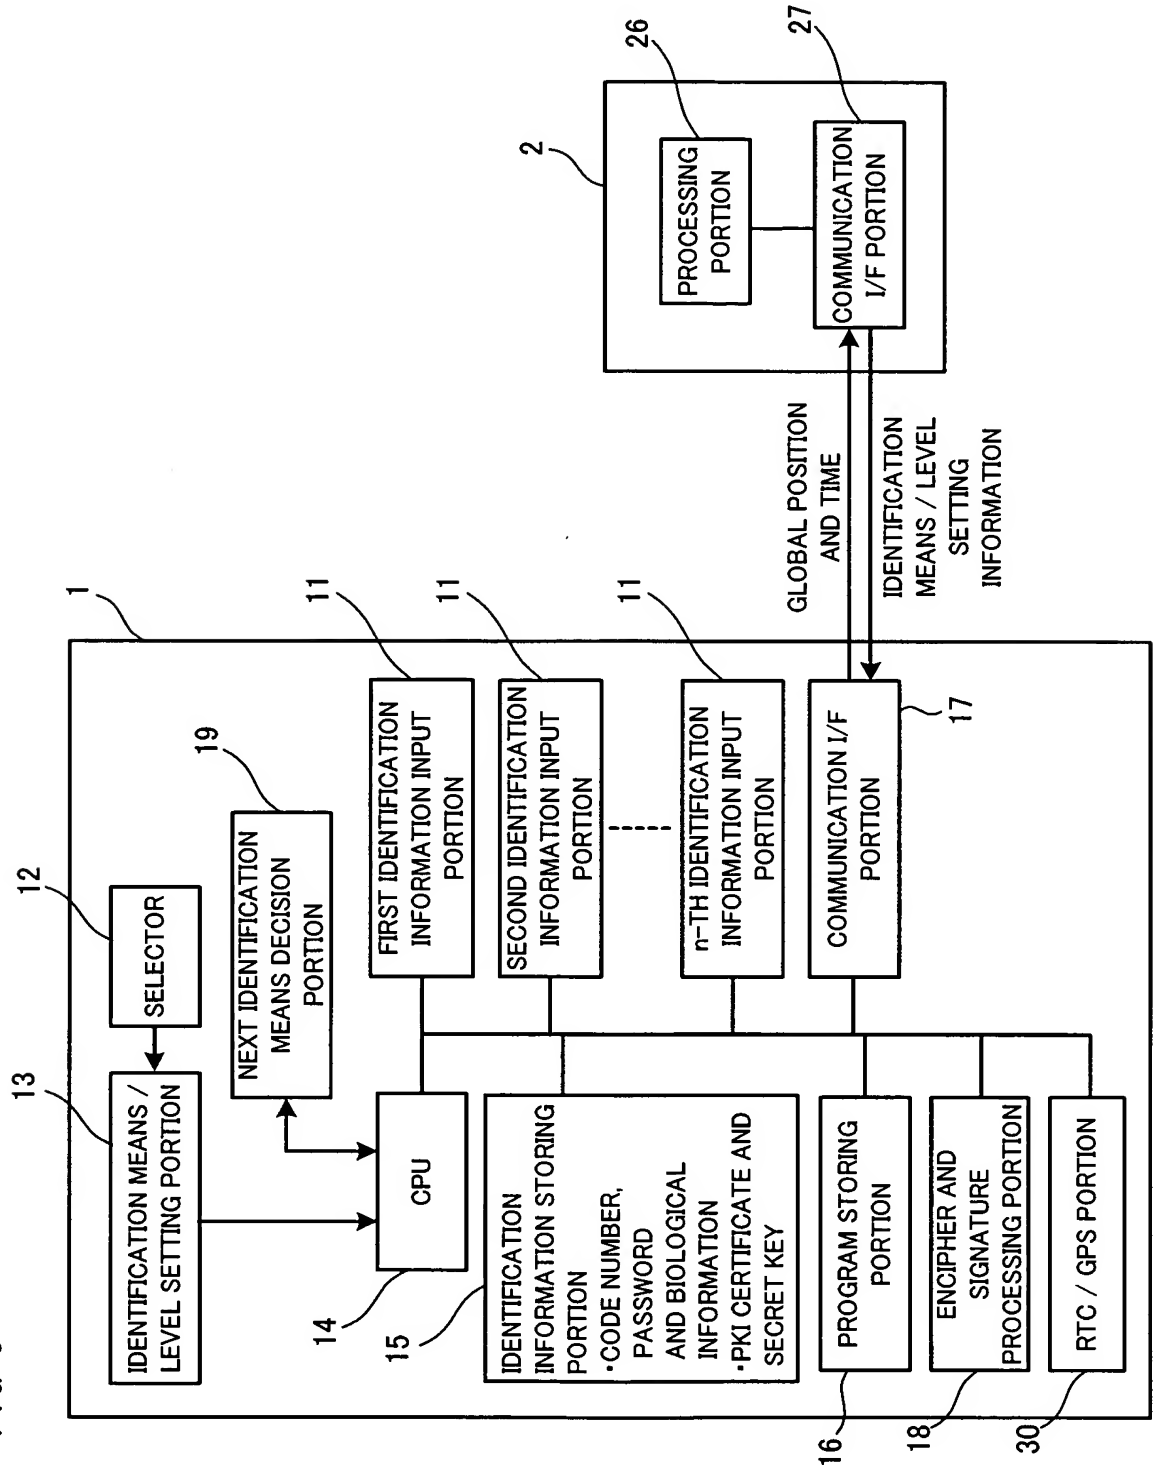 1
12
SELECTOR
13
IDENTIFICATION MEANS /
LEVEL SETTING PORTION
19
NEXT IDENTIFICATION
MEANS DECISION
PORTION
14
CPU
11
FIRST IDENTIFICATION
INFORMATION INPUT
PORTION
11
SECOND IDENTIFICATION
INFORMATION INPUT
PORTION
11
n-TH IDENTIFICATION
INFORMATION INPUT
PORTION
15
IDENTIFICATION
INFORMATION STORING
PORTION
・CODE NUMBER,
PASSWORD
AND BIOLOGICAL
INFORMATION
・PKI CERTIFICATE AND
SECRET KEY
COMMUNICATION I/F
PORTION
17
16
PROGRAM STORING
PORTION
18
ENCIPHER AND
SIGNATURE
PROCESSING PORTION
30
RTC / GPS PORTION
GLOBAL POSITION
AND TIME
IDENTIFICATION
MEANS / LEVEL
SETTING
INFORMATION
2
26
PROCESSING
PORTION
27
COMMUNICATION
I/F PORTION